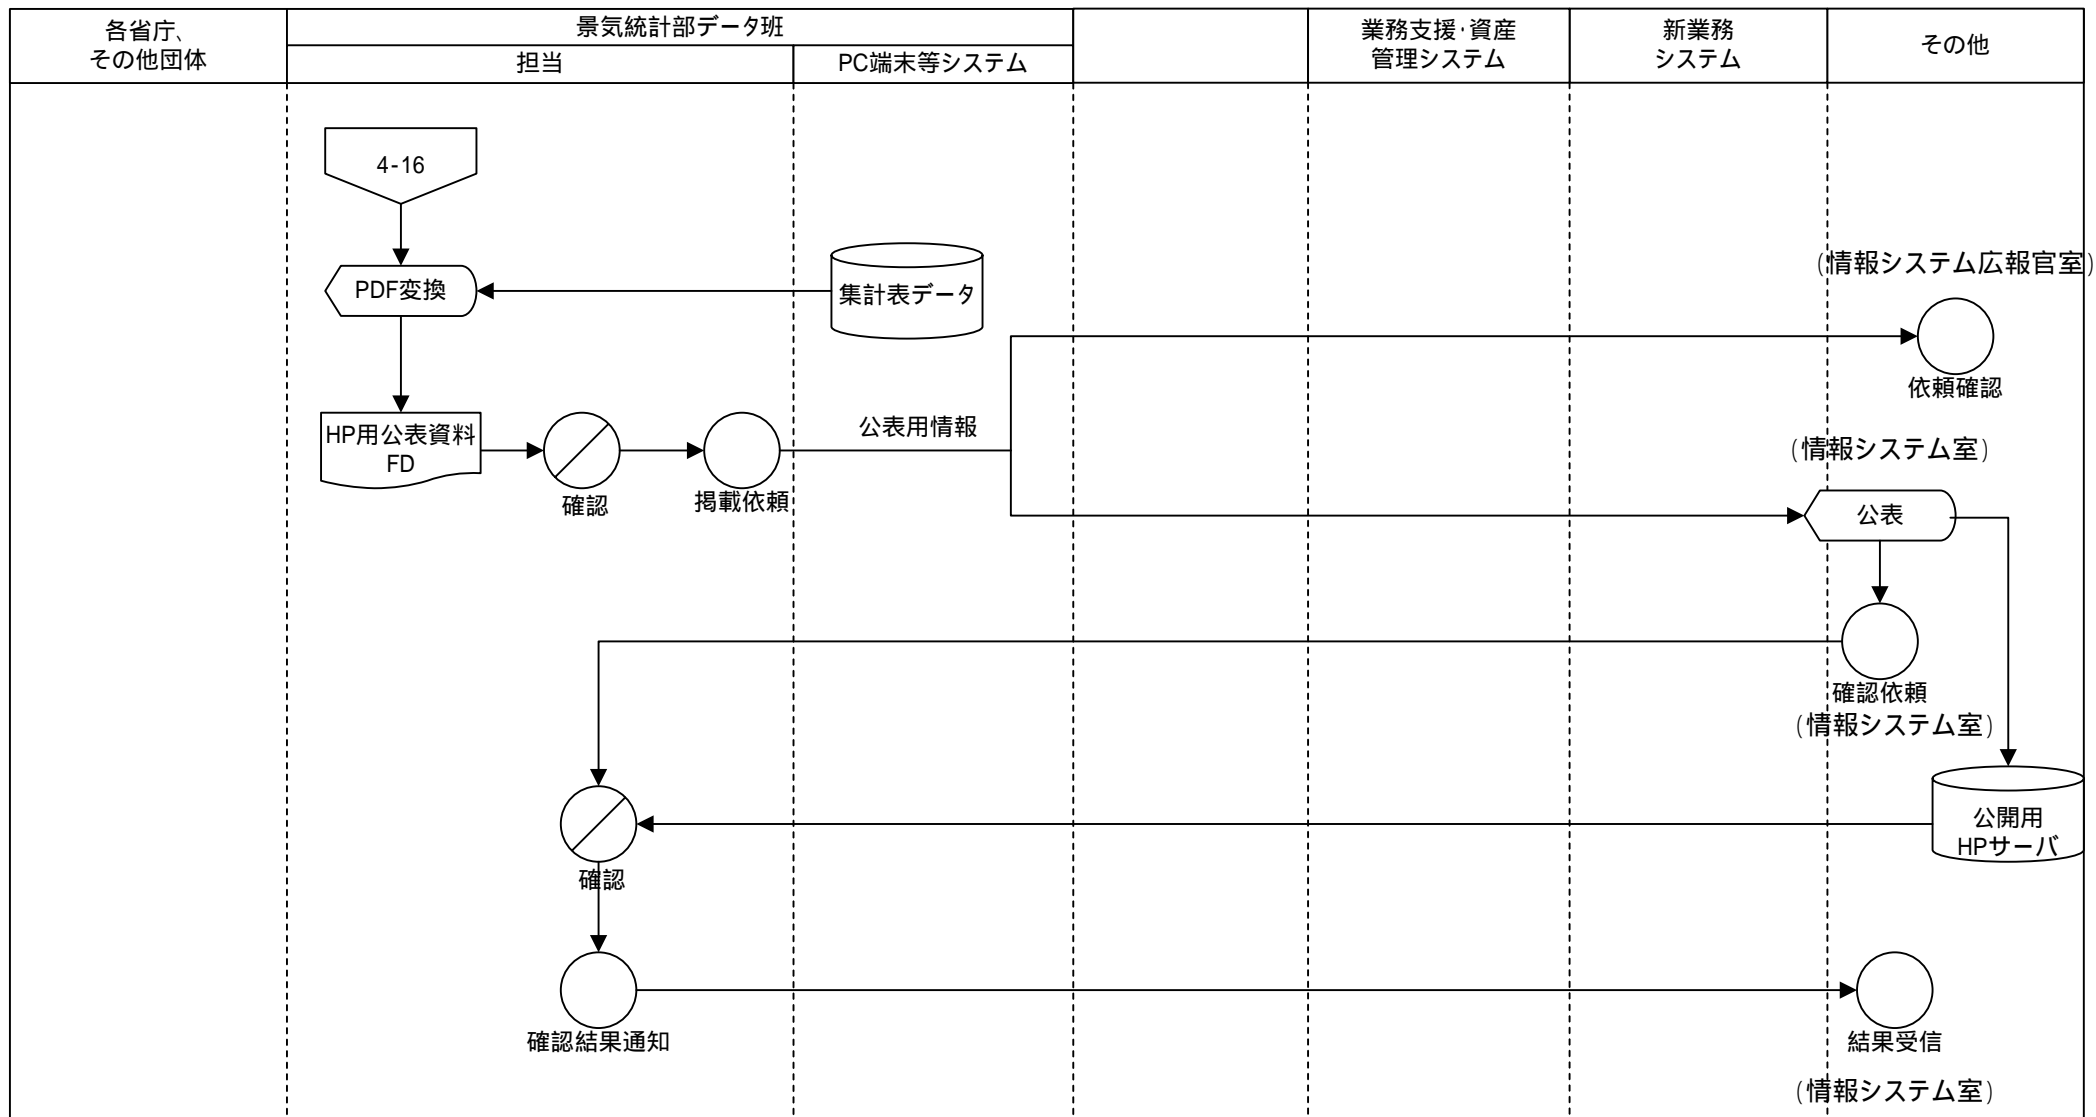 各省庁、
その他団体
景気統計部データ班
担当
PC端末等システム
業務支援・資産
管理システム
新業務
システム
その他
4-16
PDF変換
集計表データ
(情報システム広報官室)
依頼確認
HP用公表資料
FD
確認
掲載依頼
公表用情報
(情報システム室)
公表
確認依頼
(情報システム室)
確認
公開用
HPサーバ
確認結果通知
結果受信
(情報システム室)